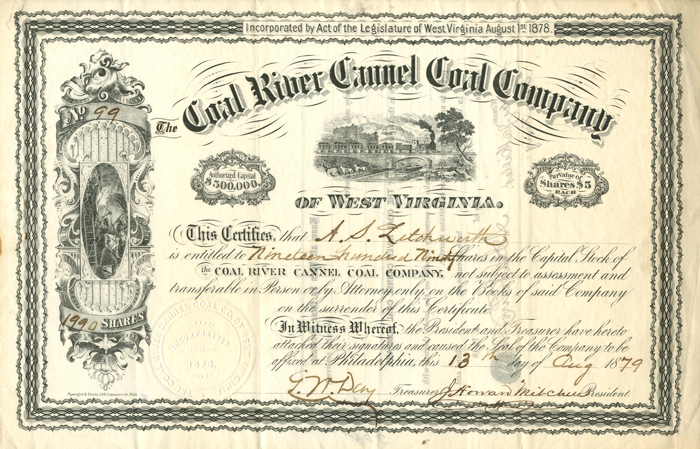 Incorporated by Act of the Legislature of West Virginia August 1st 1878.
No 99
The Coal River Cannel Coal Company
Authorized Capital
$500,000.
Par Value of
Shares $5
EACH
OF WEST VIRGINIA.
This Certifies, that A. S. Letchworth
is entitled to Nineteen hundred Ninety Shares in the Capital Stock of
the COAL RIVER CANNEL COAL COMPANY, not subject to assessment and
transferable in Person or by Attorney only, on the Books of said Company
on the surrender of this Certificate
In Witness Whereof, the President and Treasurer have hereto
attached their signatures and caused the Seal of the Company to be
affixed at Philadelphia, this 13th day of Aug 1879
1990 SHARES
Treasurer J. Howard Mitchell President.